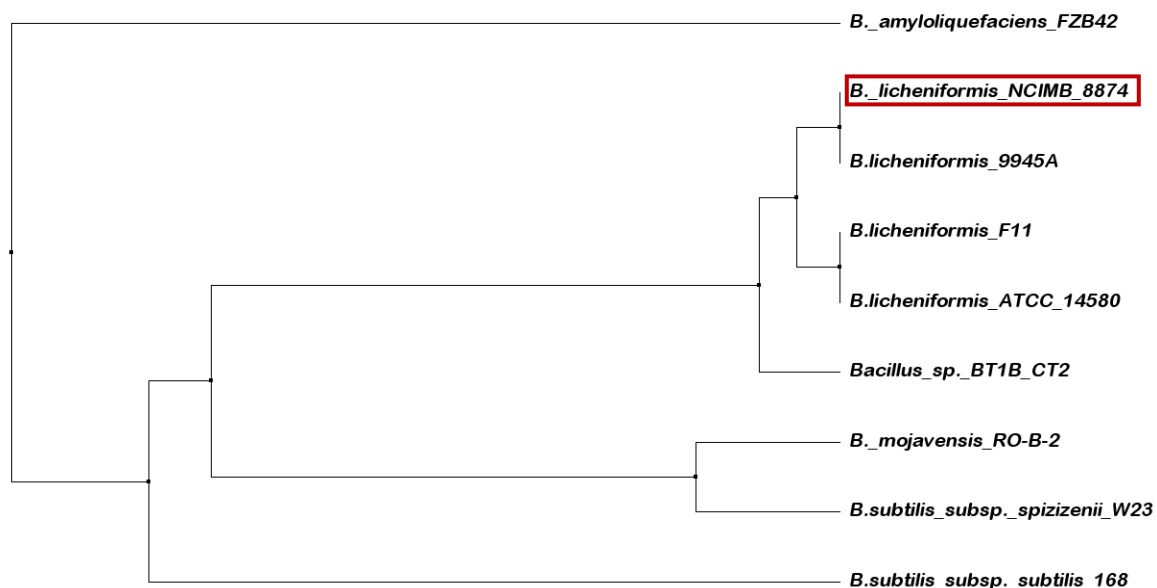 B._amyloliquefaciens_FZB42
B._licheniformis_NCIMB_8874
B.licheniformis_9945A
B.licheniformis_F11
B.licheniformis_ATCC_14580
Bacillus_sp._BT1B_CT2
B._mojavensis_RO-B-2
B.subtilis_subsp._spizizenii_W23
B.subtilis_subsp._subtilis_168